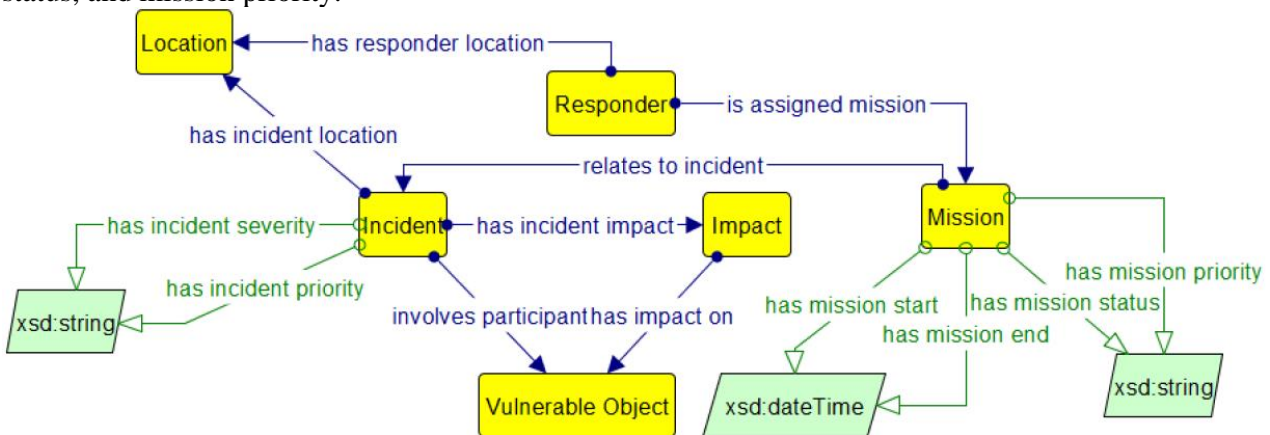 status, and mission priority.
Location
has responder location
Responder
is assigned mission
has incident location
relates to incident
Incident
has incident severity
has incident impact
Impact
Mission
has incident priority
has mission priority
xsd:string
involves participant
has impact on
has mission start
has mission status
has mission end
Vulnerable Object
xsd:dateTime
xsd:string